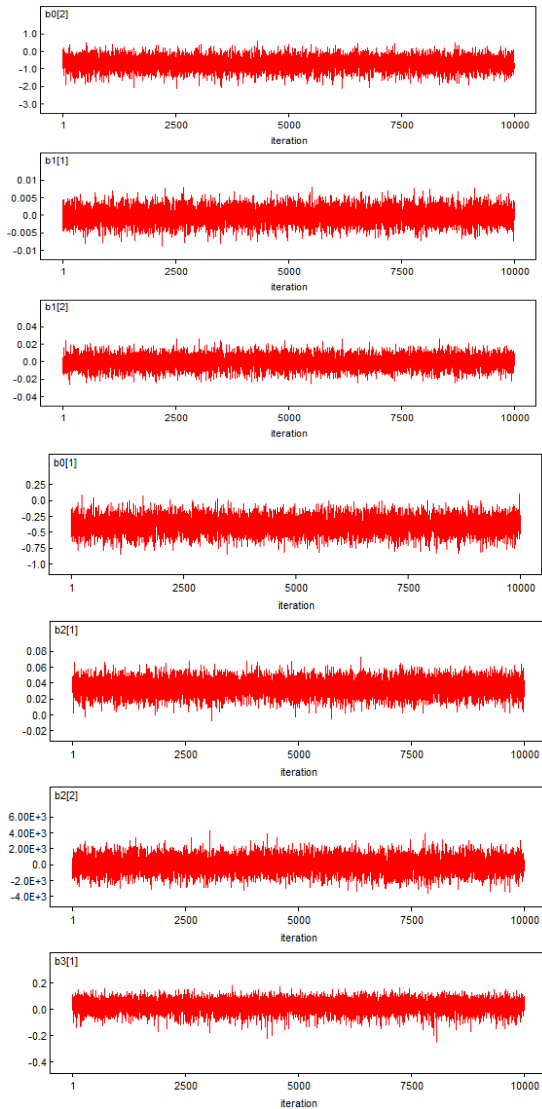 b0[2]
1.0
0.0
-1.0
-2.0
-3.0
1 2500 5000 7500 10000
iteration
b1[1]
0.01
0.005
0.0
-0.005
-0.01
1 2500 5000 7500 10000
iteration
b1[2]
0.04
0.02
0.0
-0.02
-0.04
1 2500 5000 7500 10000
iteration
b0[1]
0.25
0.0
-0.25
-0.5
-0.75
-1.0
1 2500 5000 7500 10000
iteration
b2[1]
0.08
0.06
0.04
0.02
0.0
-0.02
1 2500 5000 7500 10000
iteration
b2[2]
6.00E+3
4.00E+3
2.00E+3
0.0
-2.0E+3
-4.0E+3
1 2500 5000 7500 10000
iteration
b3[1]
0.2
0.0
-0.2
-0.4
1 2500 5000 7500 10000
iteration